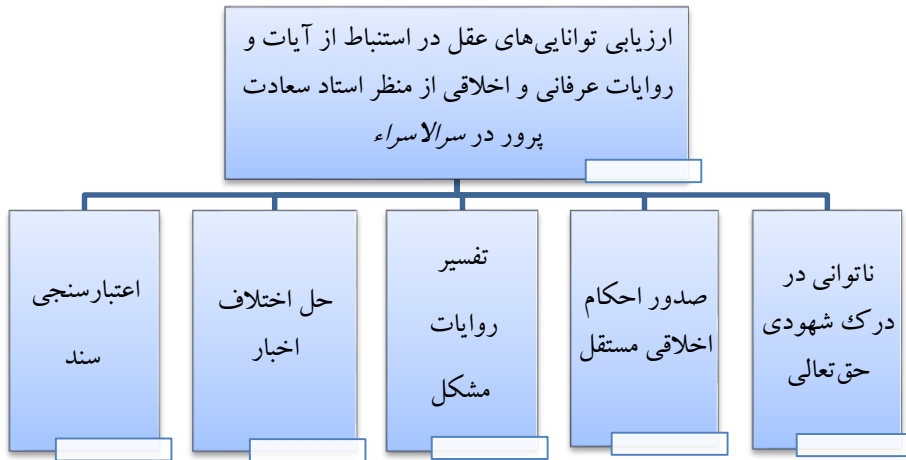 ارزیابی توانایی‌های عقل در استنباط از آیات و
روایات عرفانی و اخلاقی از منظر استاد سعادت
پرور در سرالاسراء
ناتوانی در
درک شهودی
حق‌تعالی
صدور احکام
اخلاقی مستقل
تفسیر
روایات
مشکل
حل اختلاف
اخبار
اعتبارسنجی
سند